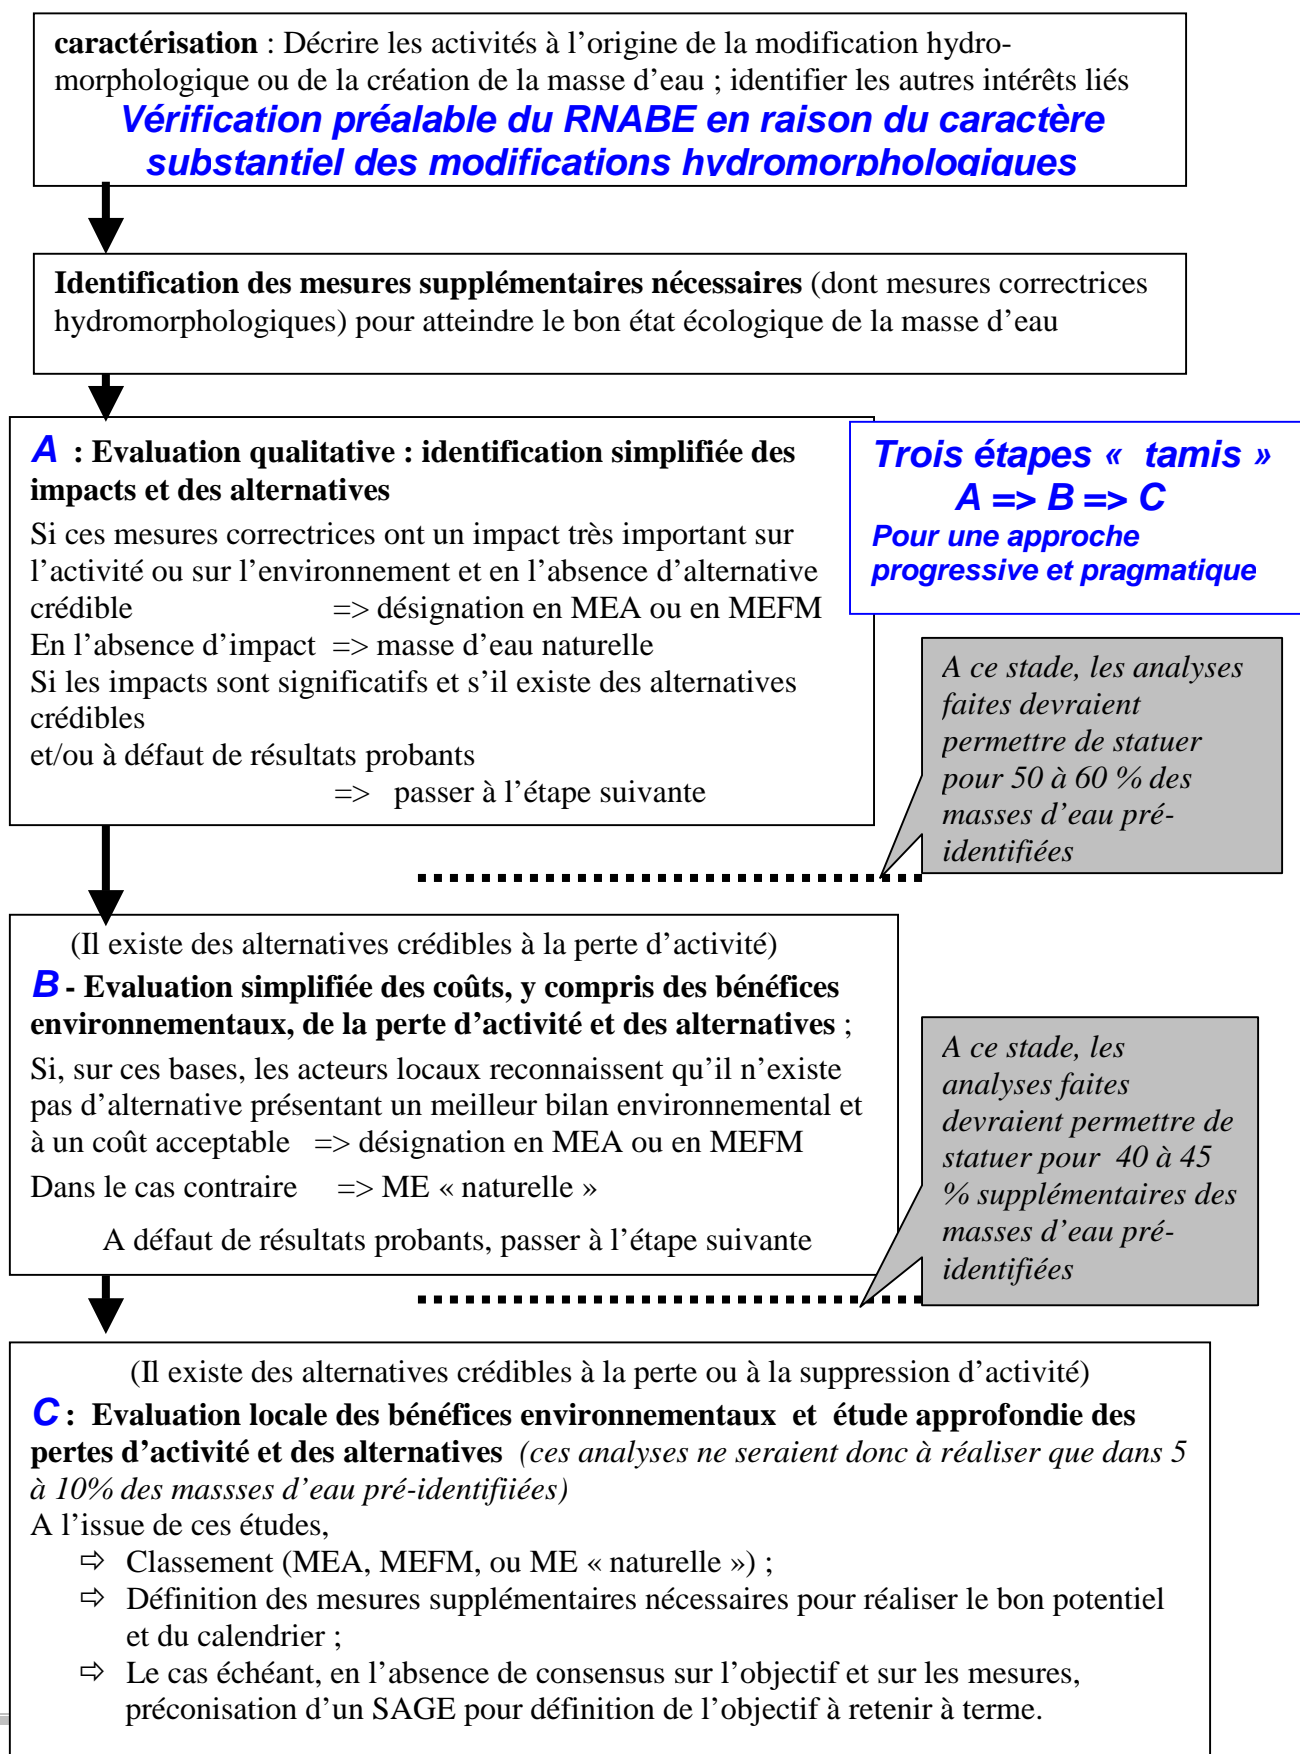 caractérisation : Décrire les activités à l’origine de la modification hydro-
morphologique ou de la création de la masse d’eau ; identifier les autres intérêts liés
Vérification préalable du RNABE en raison du caractère
substantiel des modifications hydromorphologiques
Identification des mesures supplémentaires nécessaires (dont mesures correctrices
hydromorphologiques) pour atteindre le bon état écologique de la masse d’eau
A : Evaluation qualitative : identification simplifiée des
impacts et des alternatives
Si ces mesures correctrices ont un impact très important sur
l’activité ou sur l’environnement et en l’absence d’alternative
crédible => désignation en MEA ou en MEFM
En l’absence d’impact => masse d’eau naturelle
Si les impacts sont significatifs et s’il existe des alternatives
crédibles
et/ou à défaut de résultats probants
=> passer à l’étape suivante
Trois étapes « tamis »
A => B => C
Pour une approche
progressive et pragmatique
A ce stade, les analyses
faites devraient
permettre de statuer
pour 50 à 60 % des
masses d’eau pré-
identifiées
(Il existe des alternatives crédibles à la perte d’activité)
B - Evaluation simplifiée des coûts, y compris des bénéfices
environnementaux, de la perte d’activité et des alternatives ;
Si, sur ces bases, les acteurs locaux reconnaissent qu’il n’existe
pas d’alternative présentant un meilleur bilan environnemental et
à un coût acceptable => désignation en MEA ou en MEFM
Dans le cas contraire => ME « naturelle »
A défaut de résultats probants, passer à l’étape suivante
A ce stade, les
analyses faites
devraient permettre de
statuer pour 40 à 45
% supplémentaires des
masses d’eau pré-
identifiées
(Il existe des alternatives crédibles à la perte ou à la suppression d’activité)
C : Evaluation locale des bénéfices environnementaux et étude approfondie des
pertes d’activité et des alternatives (ces analyses ne seraient donc à réaliser que dans 5
à 10% des massses d’eau pré-identifiiées)
A l’issue de ces études,
⇨ Classement (MEA, MEFM, ou ME « naturelle ») ;
⇨ Définition des mesures supplémentaires nécessaires pour réaliser le bon potentiel
et du calendrier ;
⇨ Le cas échéant, en l’absence de consensus sur l’objectif et sur les mesures,
préconisation d’un SAGE pour définition de l’objectif à retenir à terme.